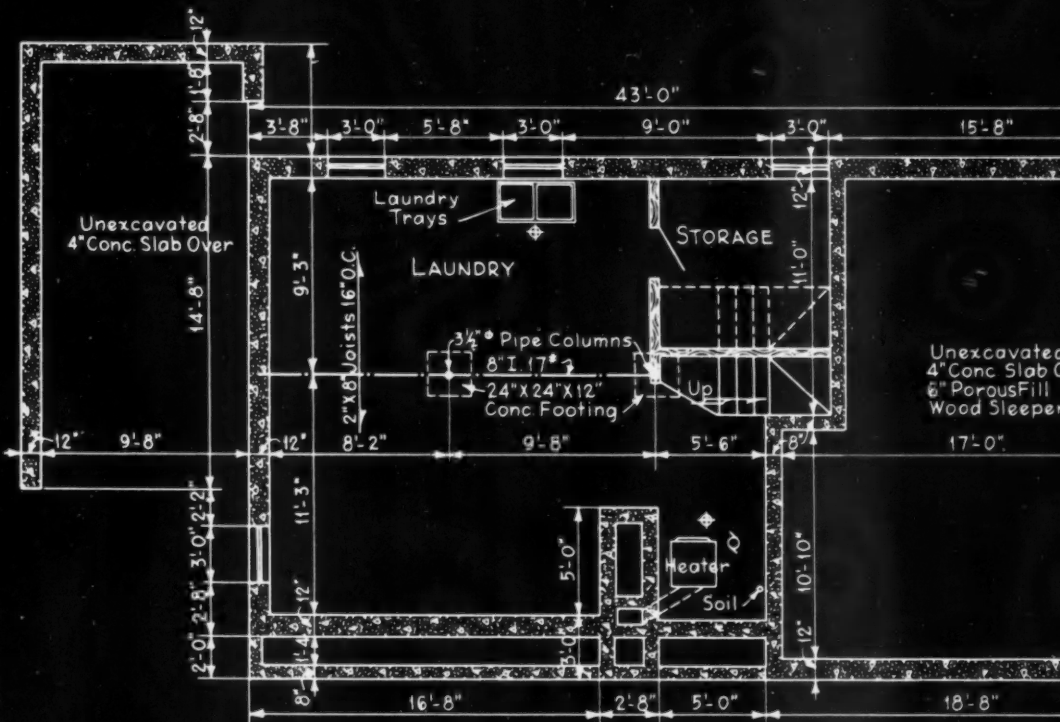 12"
1'-8"
2'-8"
43'-0"
3'-8" 3'-0" 5'-8" 3'-0" 9'-0" 3'-0" 15'-8"
Laundry
Trays
12"
STORAGE
Unexcavated
4" Conc. Slab Over
LAUNDRY
11'-0"
9'-3"
2"X8" Joists 16" O.C.
14'-8"
3½"ϕ Pipe Columns
8" I. 17#
24"X24"X12"
Conc. Footing
Up
Unexcavated
4" Conc Slab O
6" Porous Fill
Wood Sleeper
12" 9'-8" 12" 8'-2" 9'-8" 5'-6" 8" 17'-0"
2'-2"
11'-3"
3'-0"
5'-0"
Heater
10'-10"
2'-8"
12"
Soil
2'-0"
1'-4"
3'-0"
12"
8"
16'-8" 2'-8" 5'-0" 18'-8"